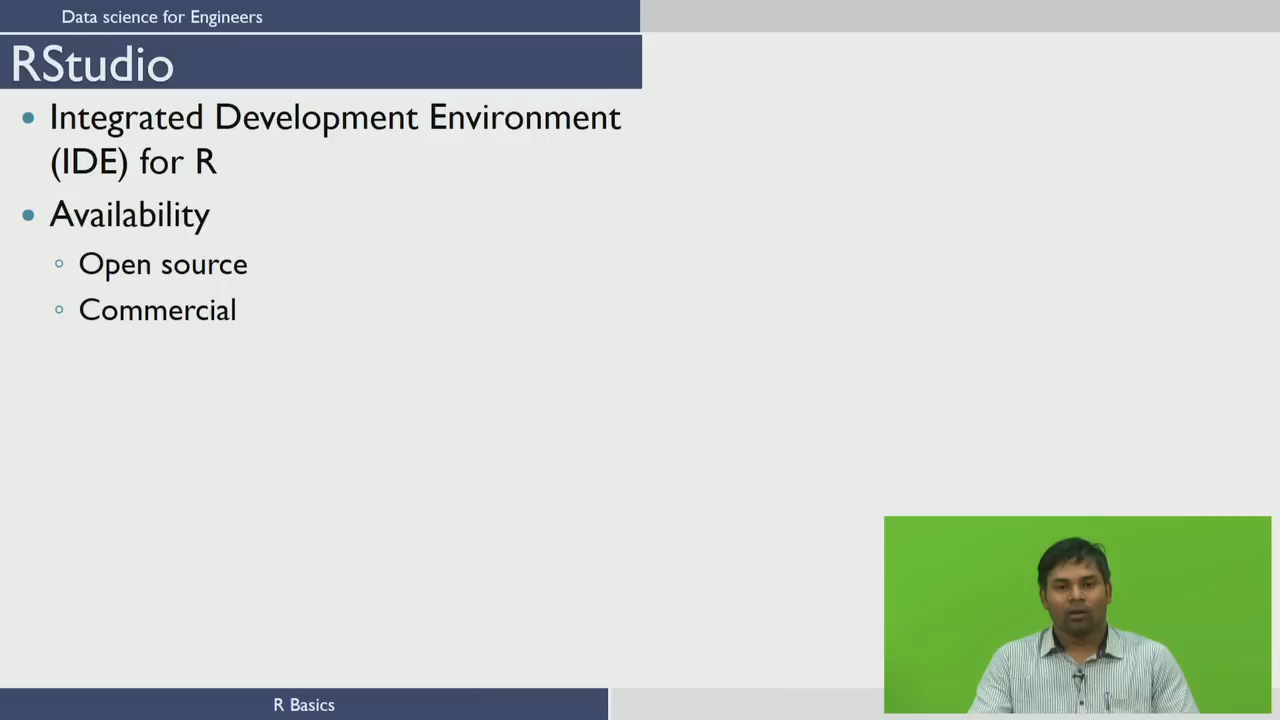 Data science for Engineers
RStudio
Integrated Development Environment
(IDE) for R
Availability
Open source
Commercial
R Basics